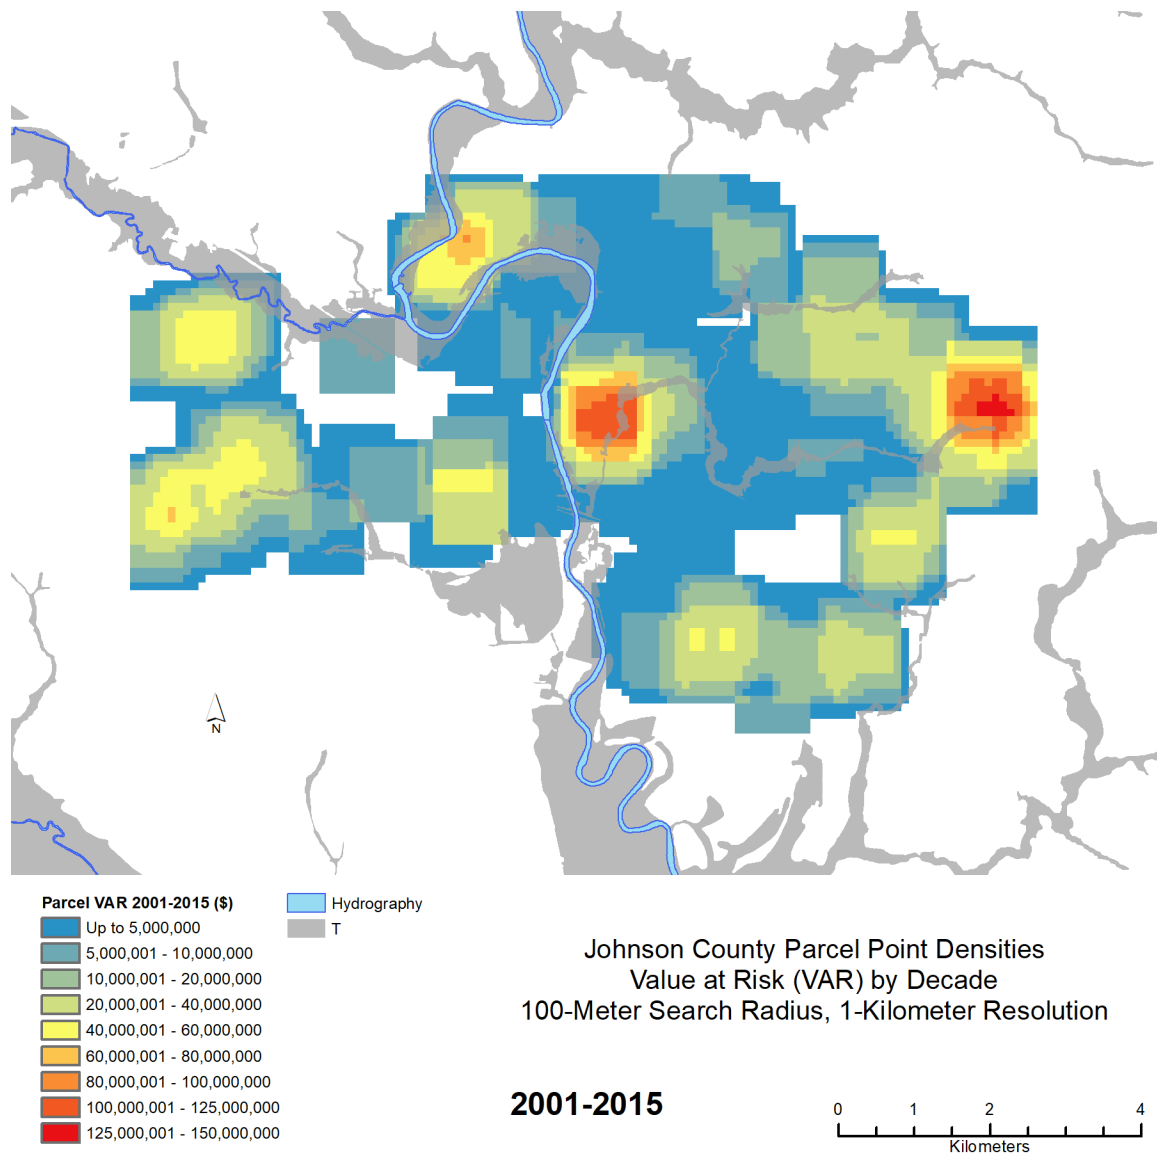 N
Parcel VAR 2001-2015 ($)
Up to 5,000,000
5,000,001 - 10,000,000
10,000,001 - 20,000,000
20,000,001 - 40,000,000
40,000,001 - 60,000,000
60,000,001 - 80,000,000
80,000,001 - 100,000,000
100,000,001 - 125,000,000
125,000,001 - 150,000,000
Hydrography
T
Johnson County Parcel Point Densities
Value at Risk (VAR) by Decade
100-Meter Search Radius, 1-Kilometer Resolution
2001-2015
0 1 2 4
Kilometers